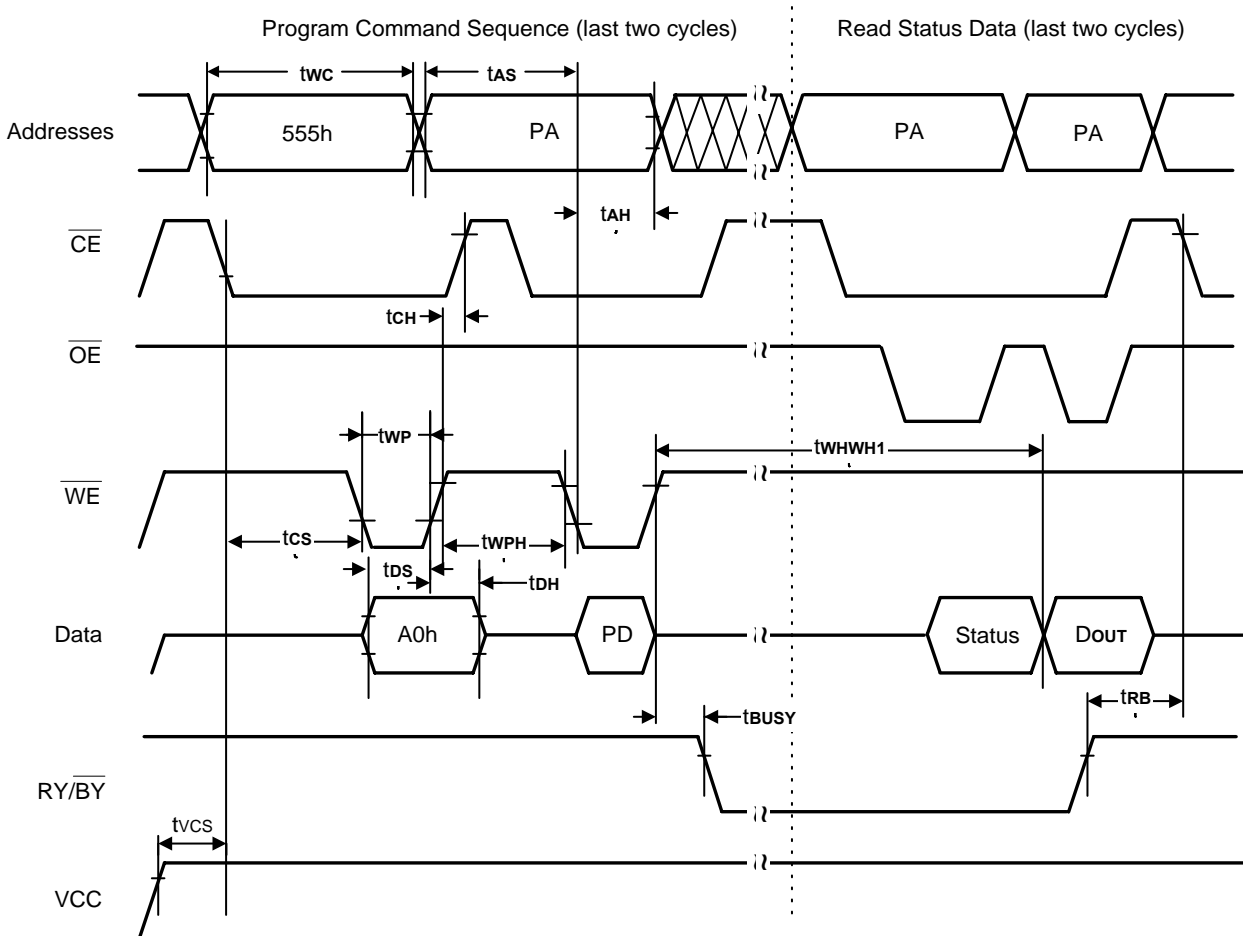 Program Command Sequence (last two cycles)
Read Status Data (last two cycles)
tWC
tAS
Addresses
555h
PA
PA
PA
tAH
CE
tCH
OE
tWP
tWHWH1
WE
tCS
tWPH
tDS
tDH
Data
A0h
PD
Status
DOUT
tBUSY
tRB
RY/BY
tVCS
VCC